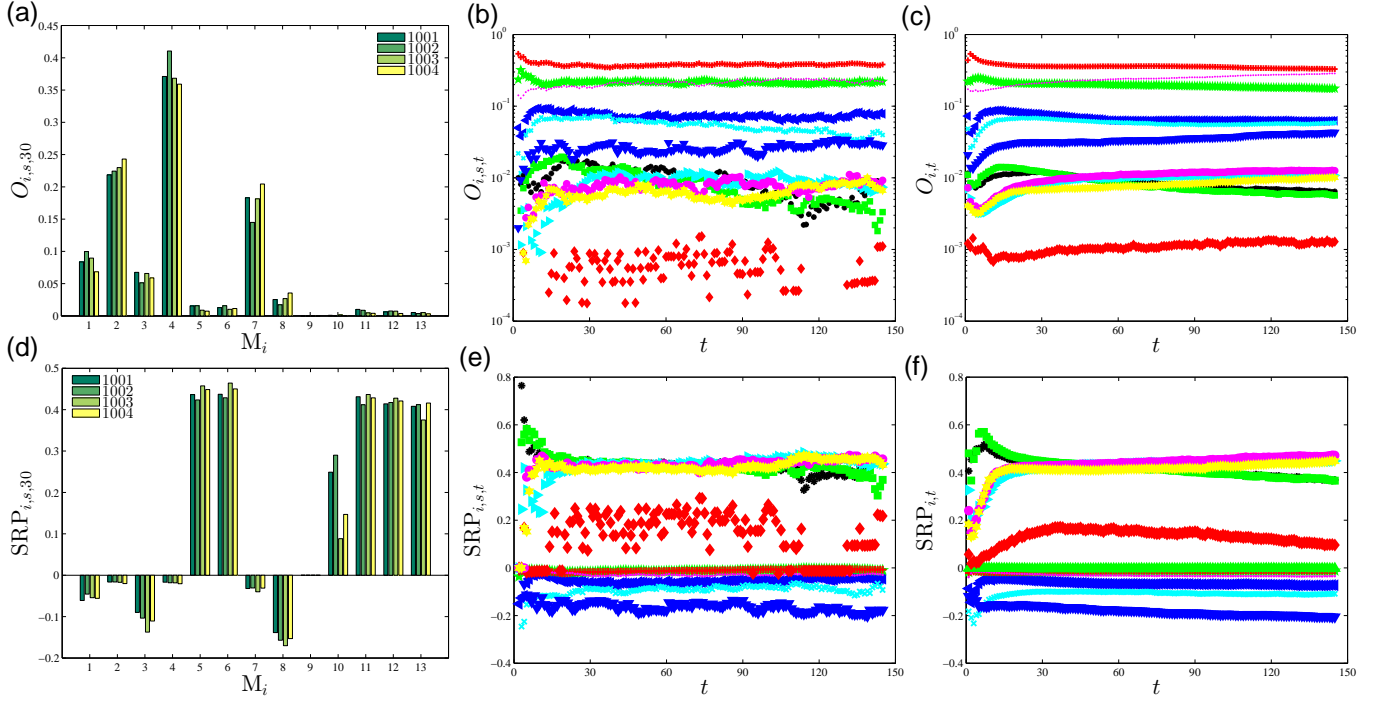 (a)
0.45
0.4
0.35
0.3
0.25
0.2
0.15
0.1
0.05
0
O_{i,s,30}
1001
1002
1003
1004
1 2 3 4 5 6 7 8 9 10 11 12 13
M_i
(b)
10^0
10^{-1}
10^{-2}
10^{-3}
10^{-4}
O_{i,s,t}
0 30 60 90 120 150
t
(c)
10^0
10^{-1}
10^{-2}
10^{-3}
10^{-4}
O_{i,t}
0 30 60 90 120 150
t
(d)
0.5
0.4
0.3
0.2
0.1
0
−0.1
−0.2
SRP_{i,s,30}
1001
1002
1003
1004
1 2 3 4 5 6 7 8 9 10 11 12 13
M_i
(e)
0.8
0.6
0.4
0.2
0
−0.2
−0.4
SRP_{i,s,t}
0 30 60 90 120 150
t
(f)
0.8
0.6
0.4
0.2
0
−0.2
−0.4
SRP_{i,t}
0 30 60 90 120 150
t